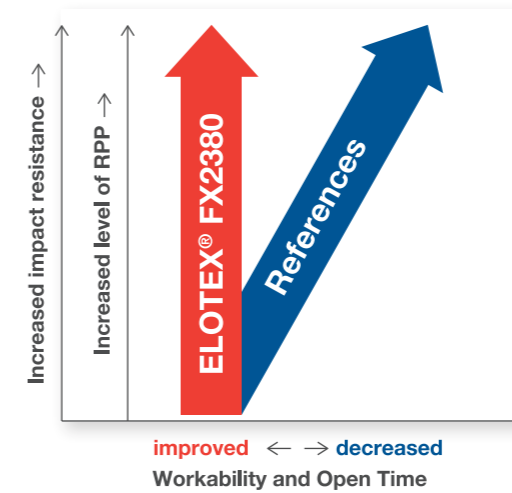 Increased impact resistance →
Increased level of RPP →
ELOTEX® FX2380
References
improved ← → decreased
Workability and Open Time